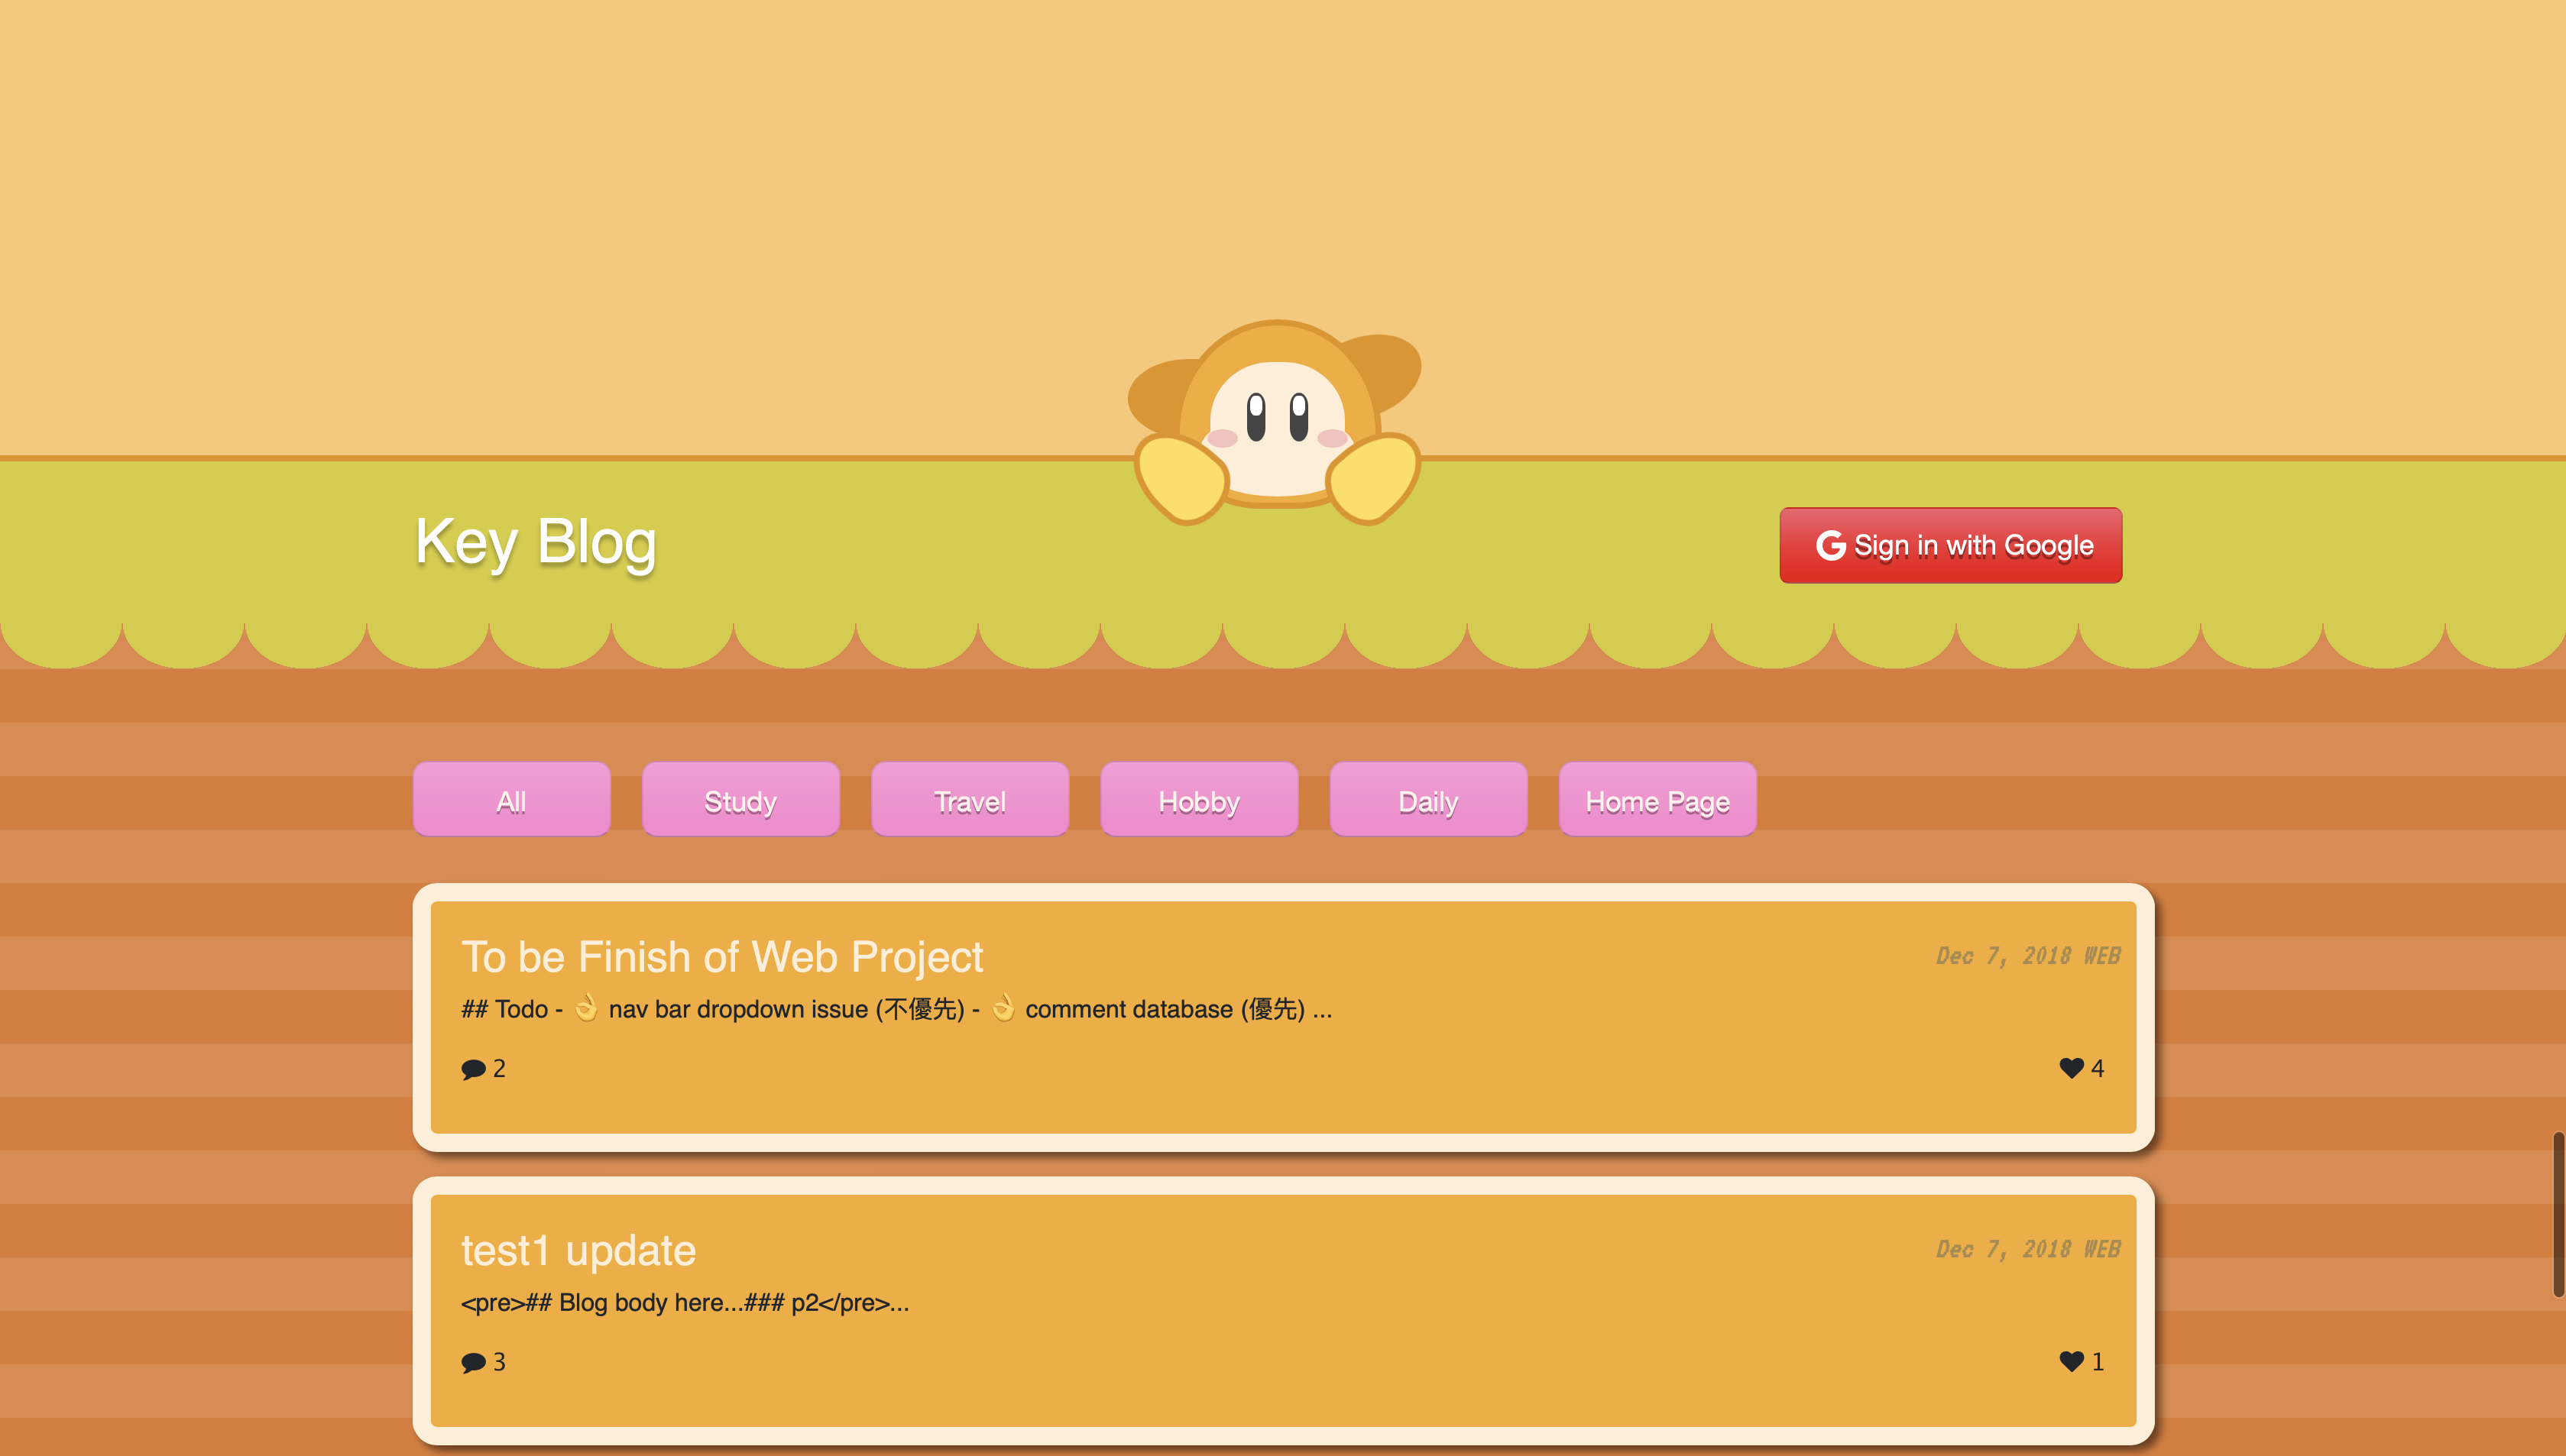 Key Blog
Sign in with Google
All
Study
Travel
Hobby
Daily
Home Page
To be Finish of Web Project
Dec 7, 2018 WEB
## Todo - 👌 nav bar dropdown issue (不優先) - 👌 comment database (優先) ...
2
4
test1 update
Dec 7, 2018 WEB
<pre>## Blog body here...### p2</pre>...
3
1